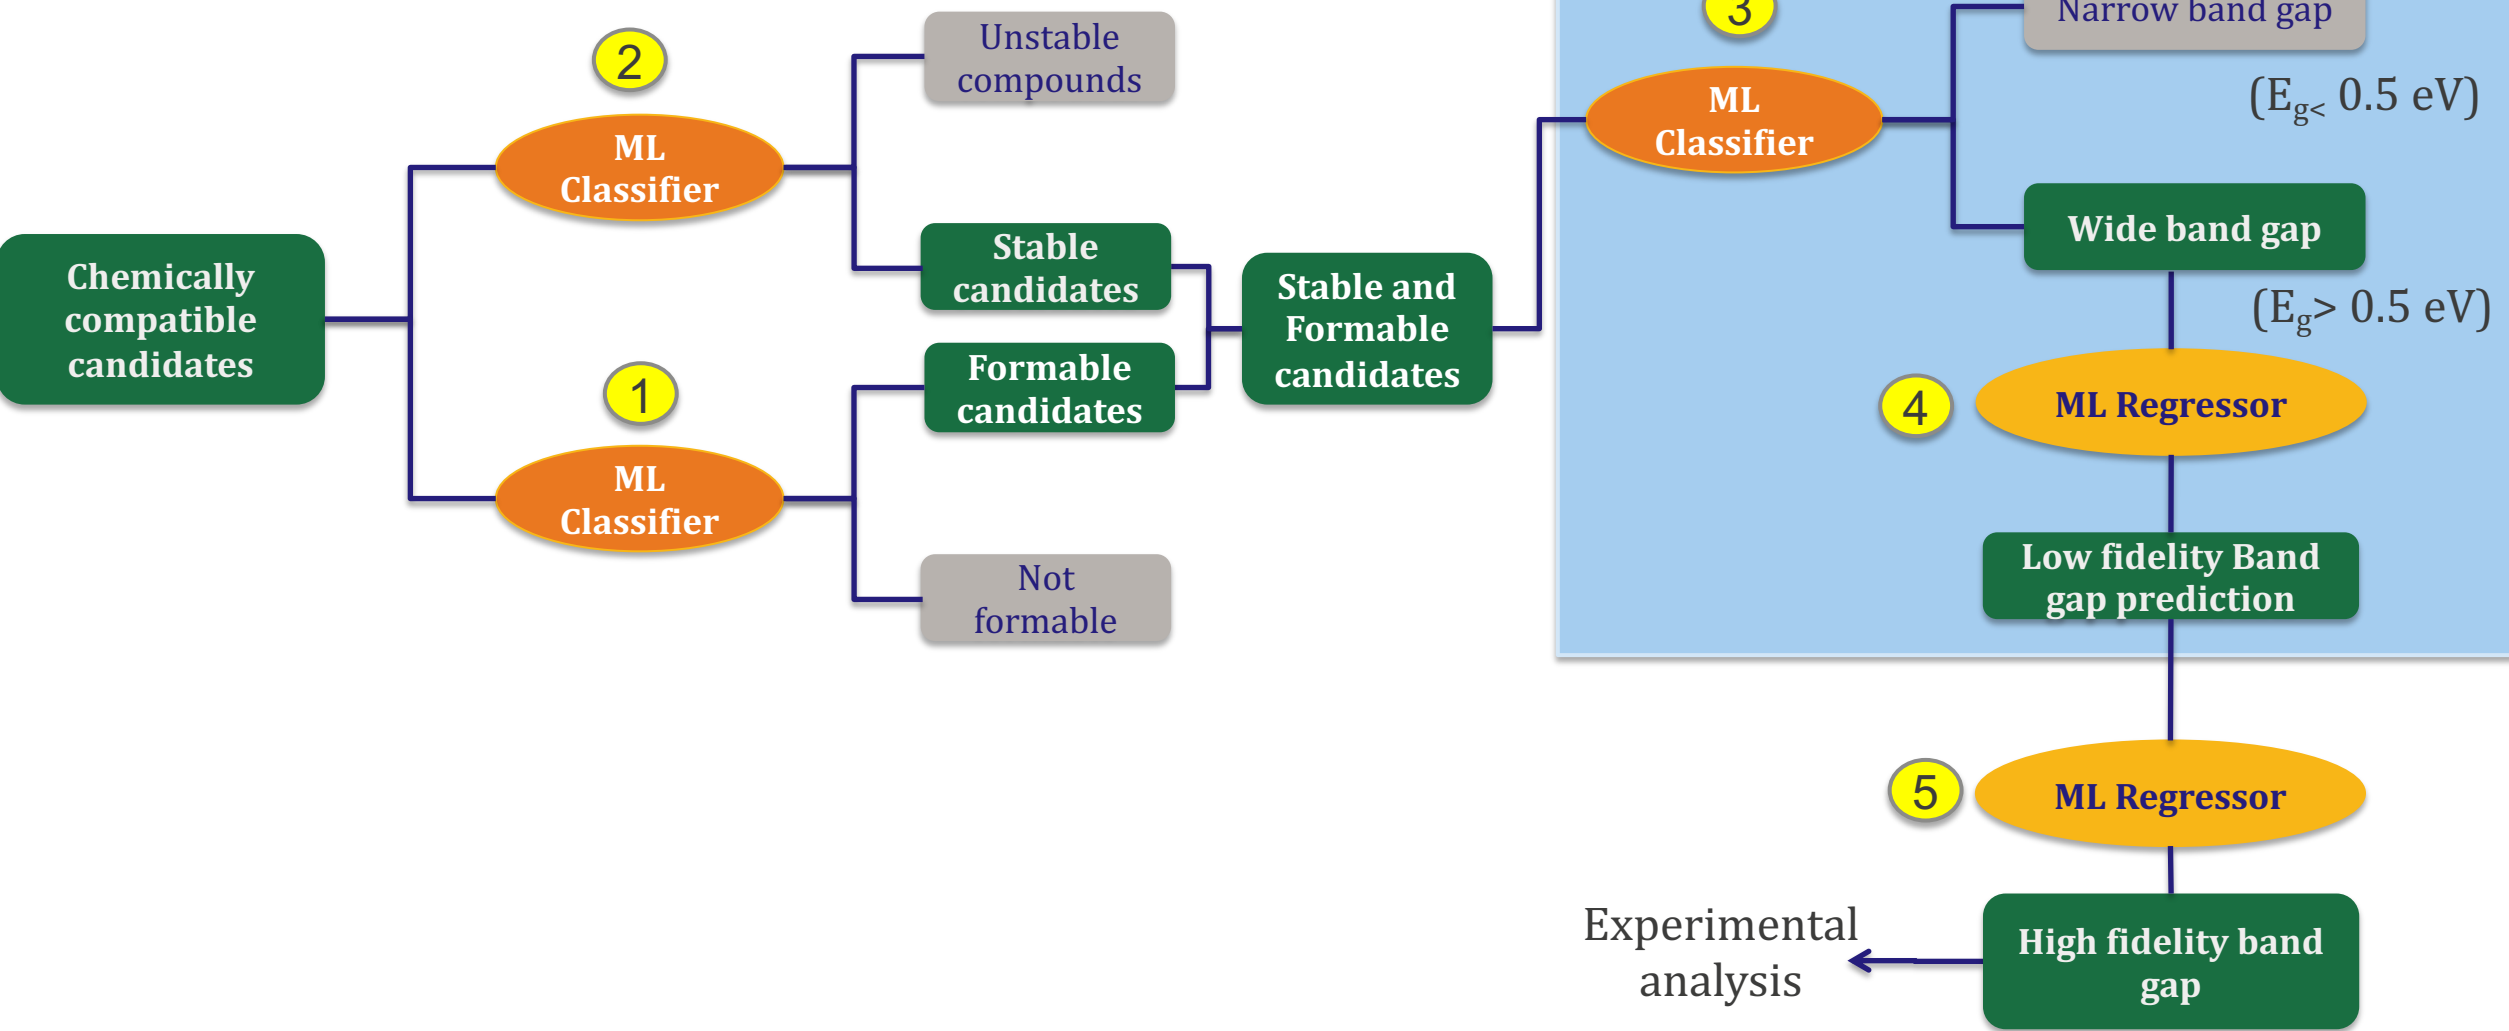 2
ML
Classifier
Unstable
compounds
Chemically
compatible
candidates
Stable
candidates
1
ML
Classifier
Formable
candidates
Not
formable
Stable and
Formable
candidates
3
ML
Classifier
Narrow band gap
(Eg< 0.5 eV)
Wide band gap
(Eg> 0.5 eV)
4
ML Regressor
Low fidelity Band
gap prediction
5
ML Regressor
High fidelity band
gap
Experimental
analysis